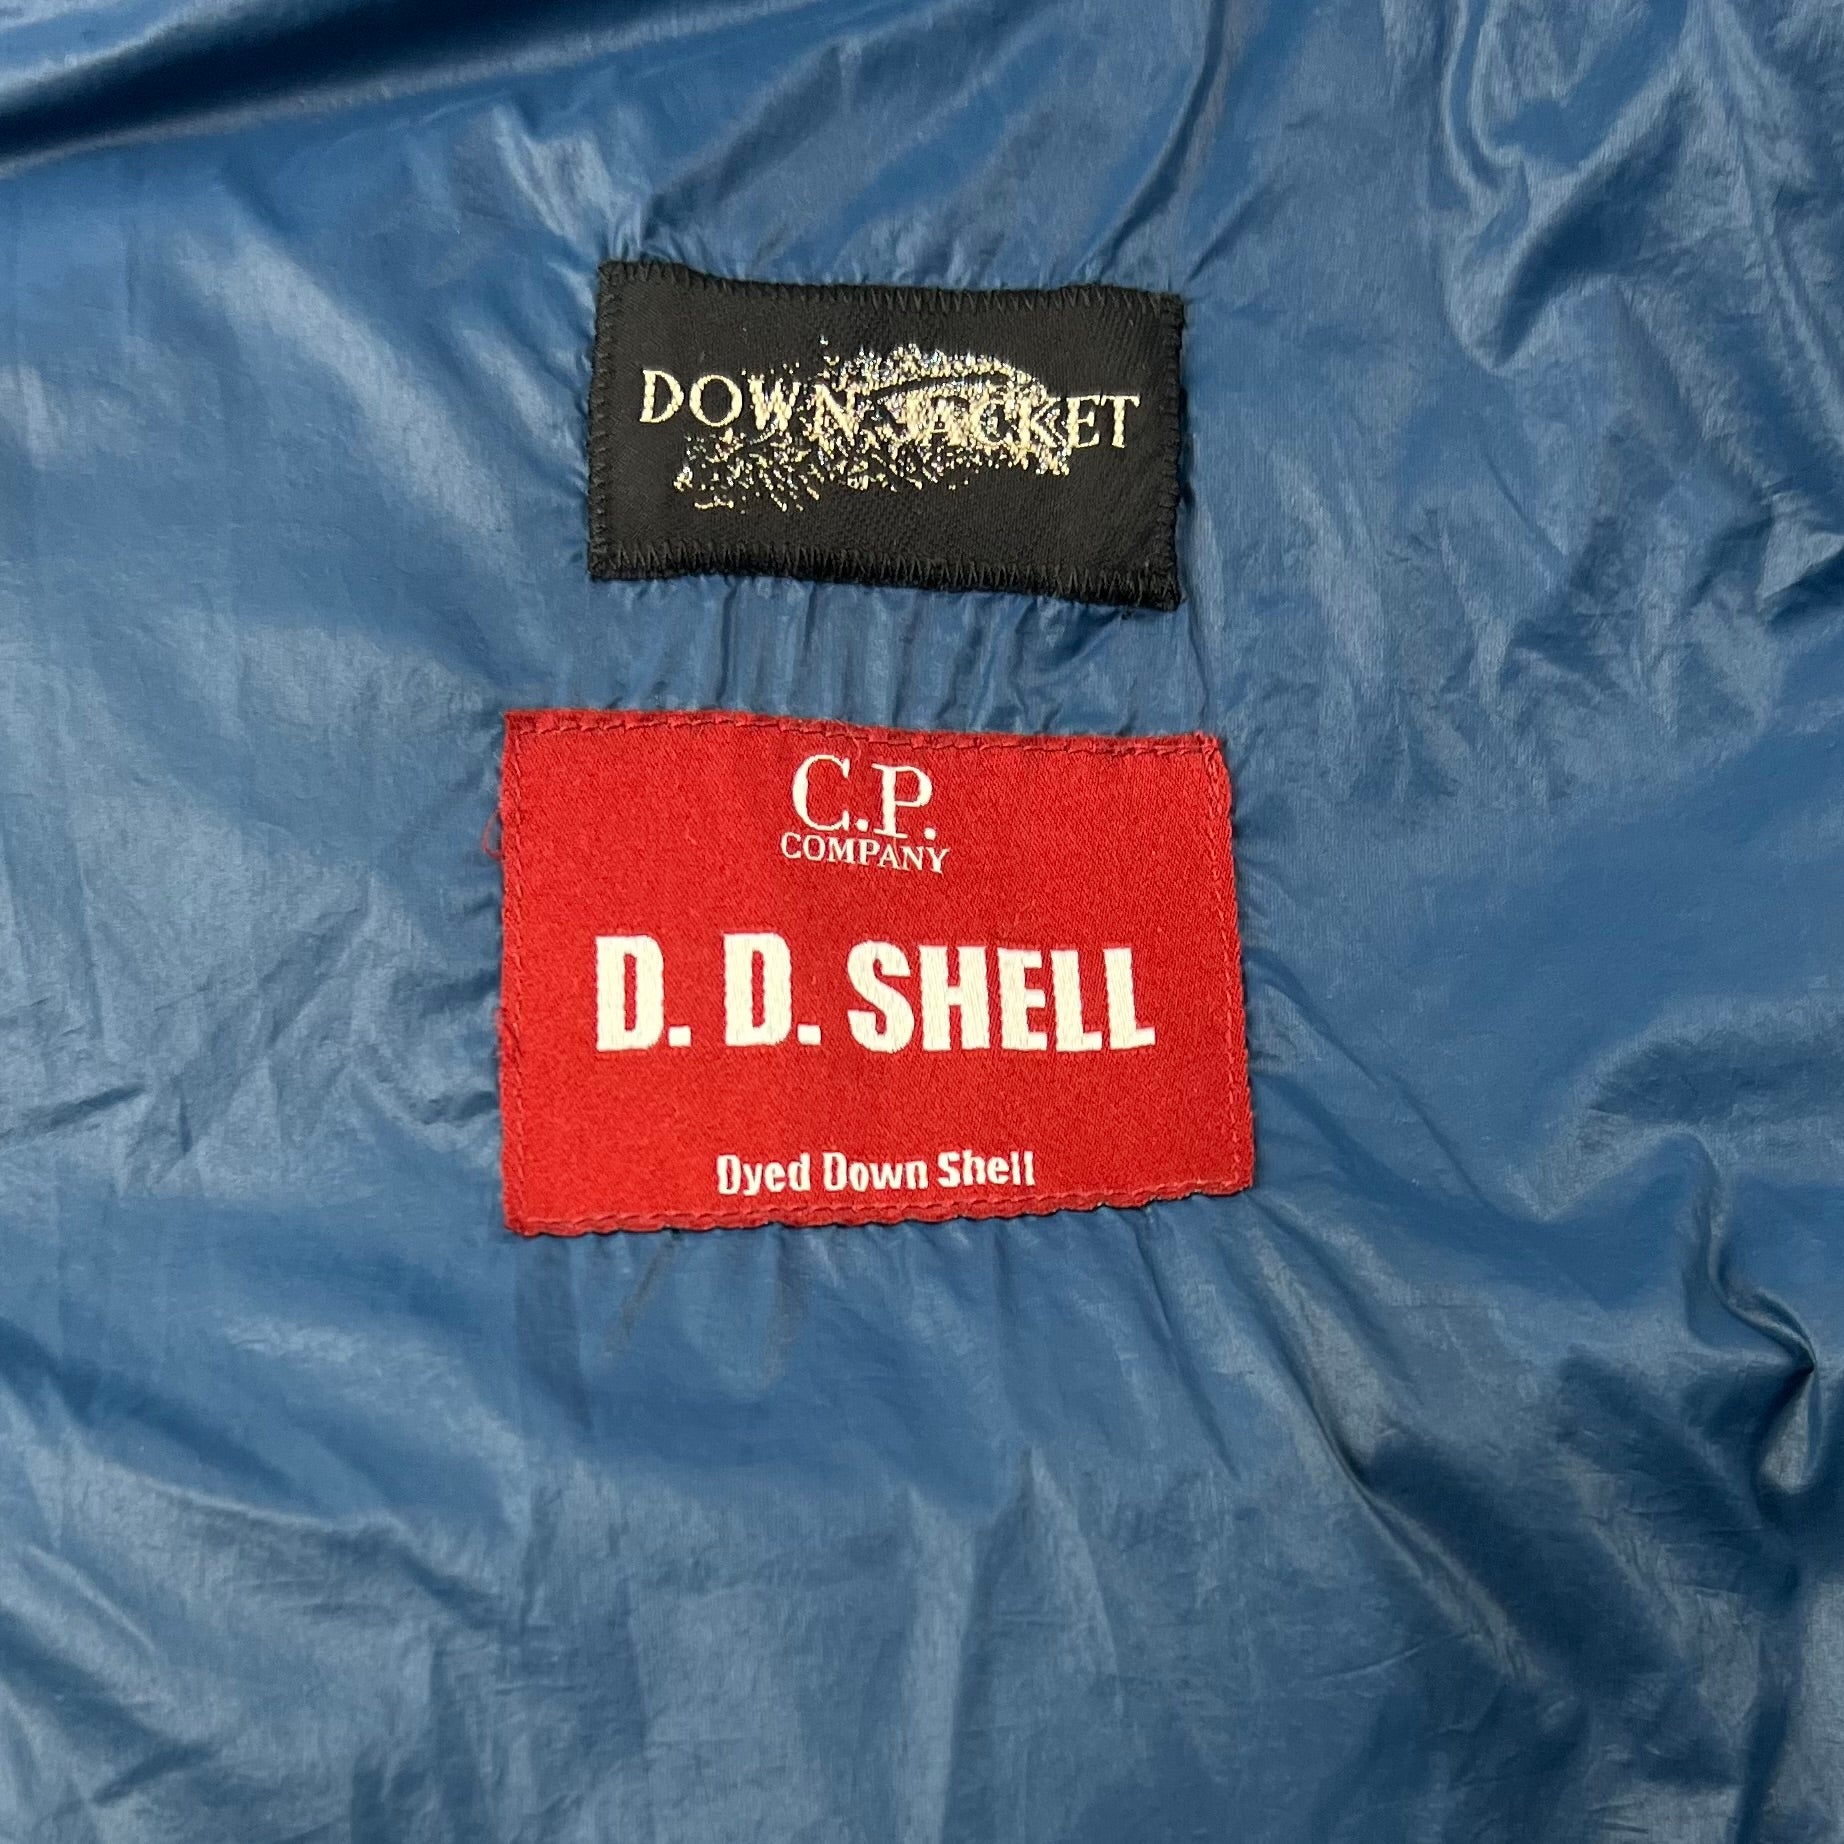 DOWN JACKET
C.P.
COMPANY
D. D. SHELL
Dyed Down Shell